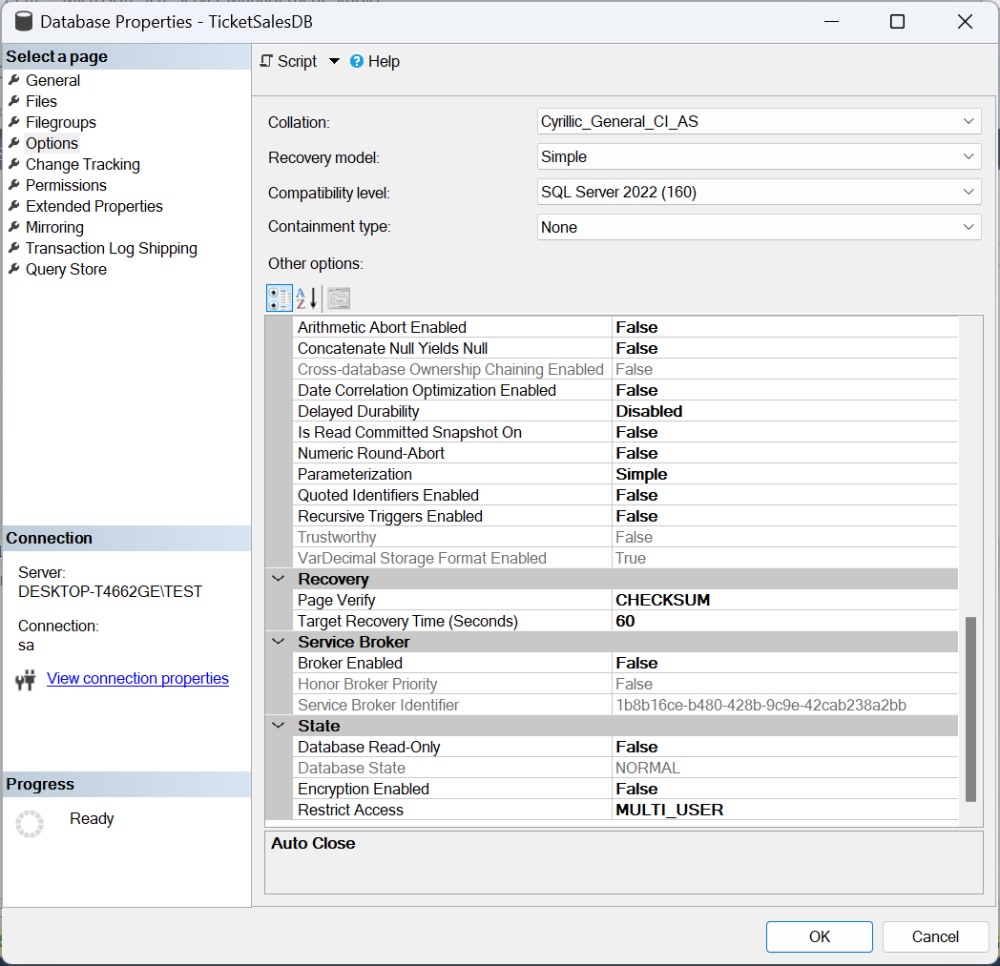 Database Properties - TicketSalesDB
Select a page
General
Files
Filegroups
Options
Change Tracking
Permissions
Extended Properties
Mirroring
Transaction Log Shipping
Query Store
Connection
Server:
DESKTOP-T4662GE\TEST
Connection:
sa
View connection properties
Progress
Ready
Script
Help
Collation: Cyrillic_General_CI_AS
Recovery model: Simple
Compatibility level: SQL Server 2022 (160)
Containment type: None
Other options:
Arithmetic Abort Enabled False
Concatenate Null Yields Null False
Cross-database Ownership Chaining Enabled False
Date Correlation Optimization Enabled False
Delayed Durability Disabled
Is Read Committed Snapshot On False
Numeric Round-Abort False
Parameterization Simple
Quoted Identifiers Enabled False
Recursive Triggers Enabled False
Trustworthy False
VarDecimal Storage Format Enabled True
Recovery
Page Verify CHECKSUM
Target Recovery Time (Seconds) 60
Service Broker
Broker Enabled False
Honor Broker Priority False
Service Broker Identifier 1b8b16ce-b480-428b-9c9e-42cab238a2bb
State
Database Read-Only False
Database State NORMAL
Encryption Enabled False
Restrict Access MULTI_USER
Auto Close
OK Cancel